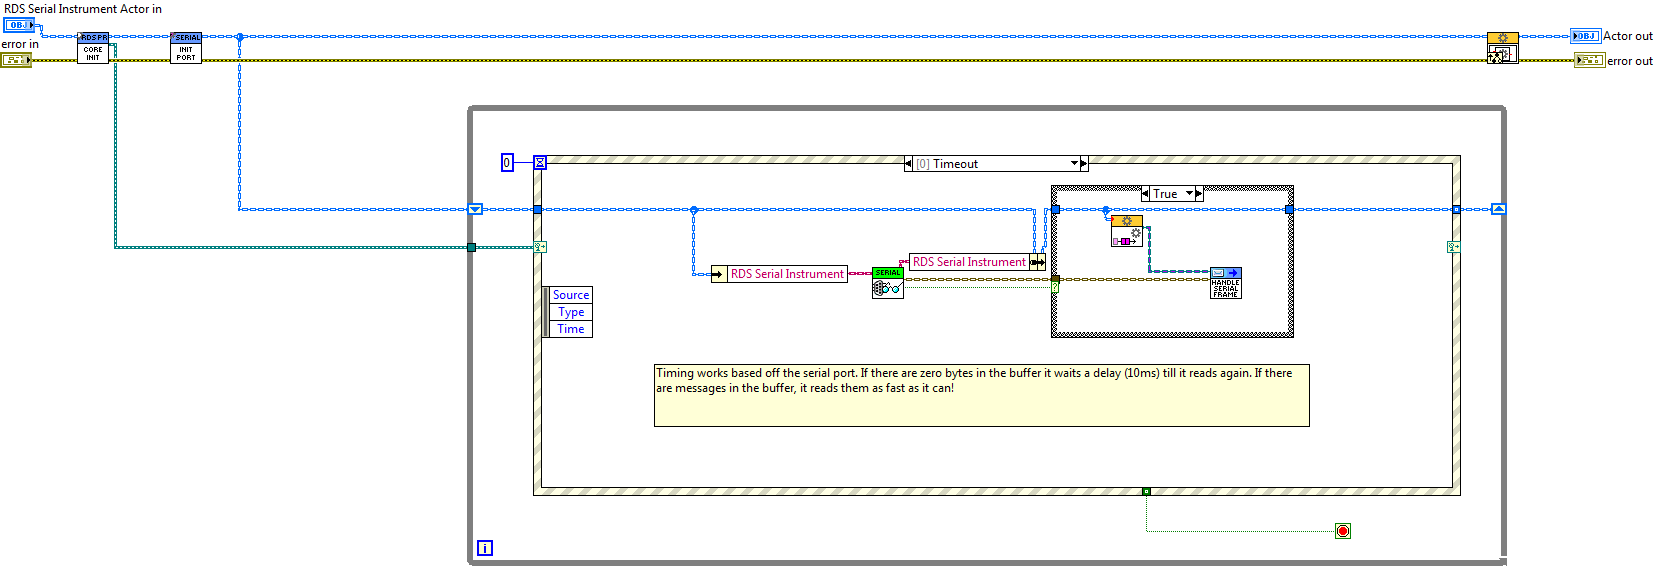 RDS Serial Instrument Actor in
OBJ
RDS PR
CORE
INIT
SERIAL
INIT
PORT
error in
OBJ
Actor out
error out
0
[0] Timeout
True
RDS Serial Instrument
RDS Serial Instrument
SERIAL
?
HANDLE
SERIAL
FRAME
Source
Type
Time
Timing works based off the serial port. If there are zero bytes in the buffer it waits a delay (10ms) till it reads again. If there
are messages in the buffer, it reads them as fast as it can!
i